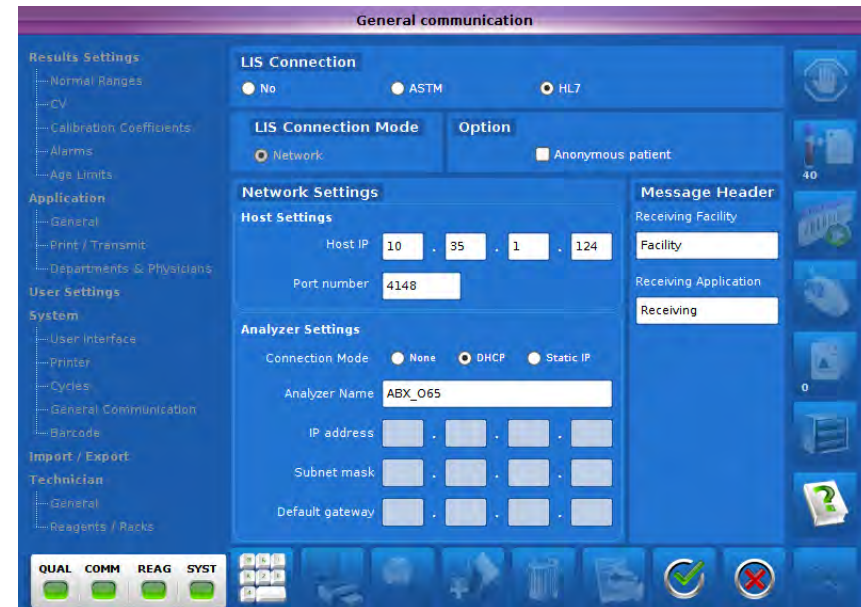 General communication
Results Settings
Normal Ranges
CV
Calibration Coefficients
Alarms
Age Limits
Application
General
Print / Transmit
Departments & Physicians
User Settings
System
User interface
Printer
Cycles
General Communication
Barcode
Import / Export
Technician
General
Reagents / Racks
LIS Connection
No ASTM HL7
LIS Connection Mode
Network
Option
Anonymous patient
Network Settings
Host Settings
Host IP 10 . 35 . 1 . 124
Port number 4148
Analyzer Settings
Connection Mode None DHCP Static IP
Analyzer Name ABX_O65
IP address . . .
Subnet mask . . .
Default gateway . . .
Message Header
Receiving Facility
Facility
Receiving Application
Receiving
40
0
QUAL COMM REAG SYST